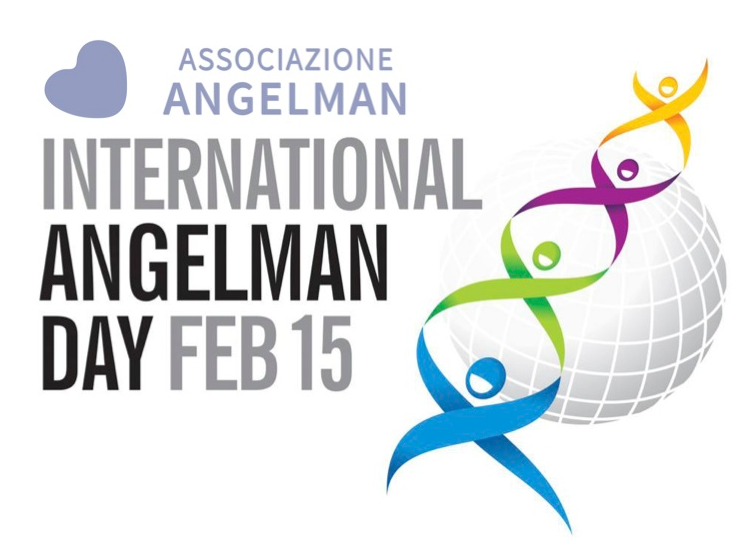 ASSOCIAZIONE
ANGELMAN
INTERNATIONAL
ANGELMAN
DAY FEB 15